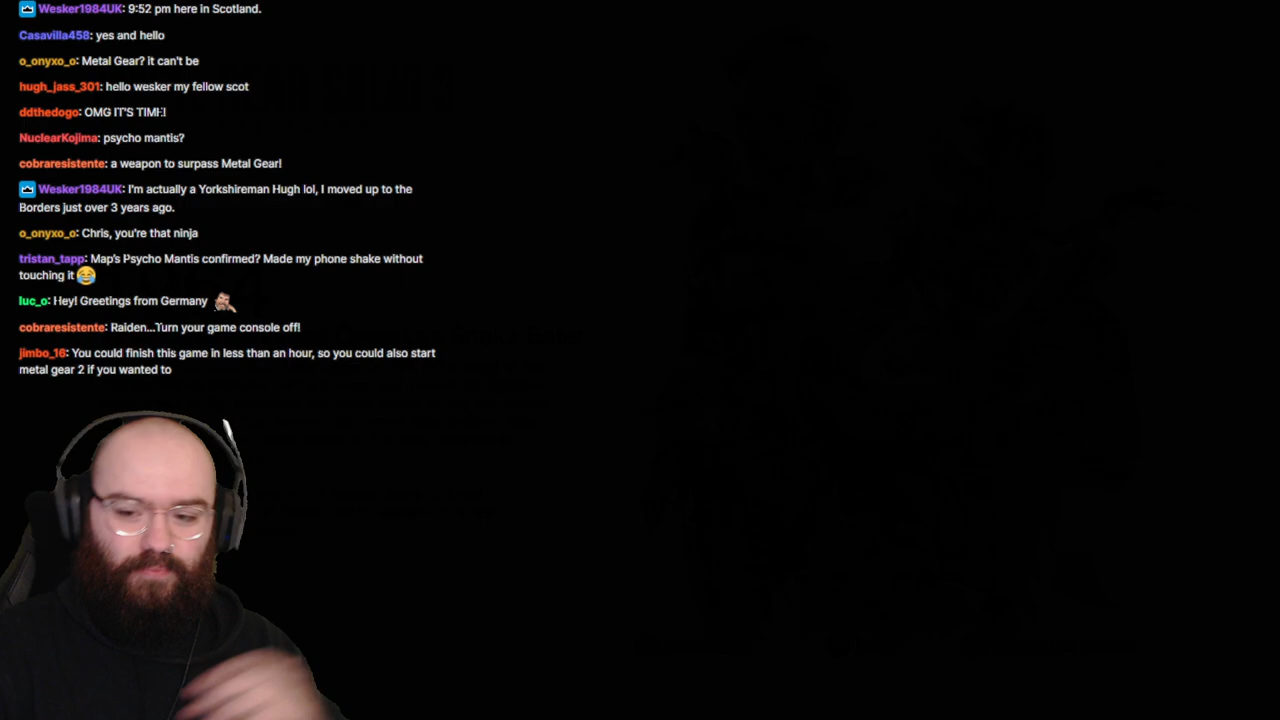 Wesker1984UK: 9:52 pm here in Scotland.
Casavilla458: yes and hello
o_onyxo_o: Metal Gear? it can't be
hugh_jass_301: hello wesker my fellow scot
ddthedogo: OMG IT'S TIME!
NuclearKojima: psycho mantis?
cobraresistente: a weapon to surpass Metal Gear!
Wesker1984UK: I'm actually a Yorkshireman Hugh lol, I moved up to the
Borders just over 3 years ago.
o_onyxo_o: Chris, you're that ninja
tristan_tapp: Map's Psycho Mantis confirmed? Made my phone shake without
touching it 😂
luc_o: Hey! Greetings from Germany
cobraresistente: Raiden...Turn your game console off!
jimbo_16: You could finish this game in less than an hour, so you could also start
metal gear 2 if you wanted to